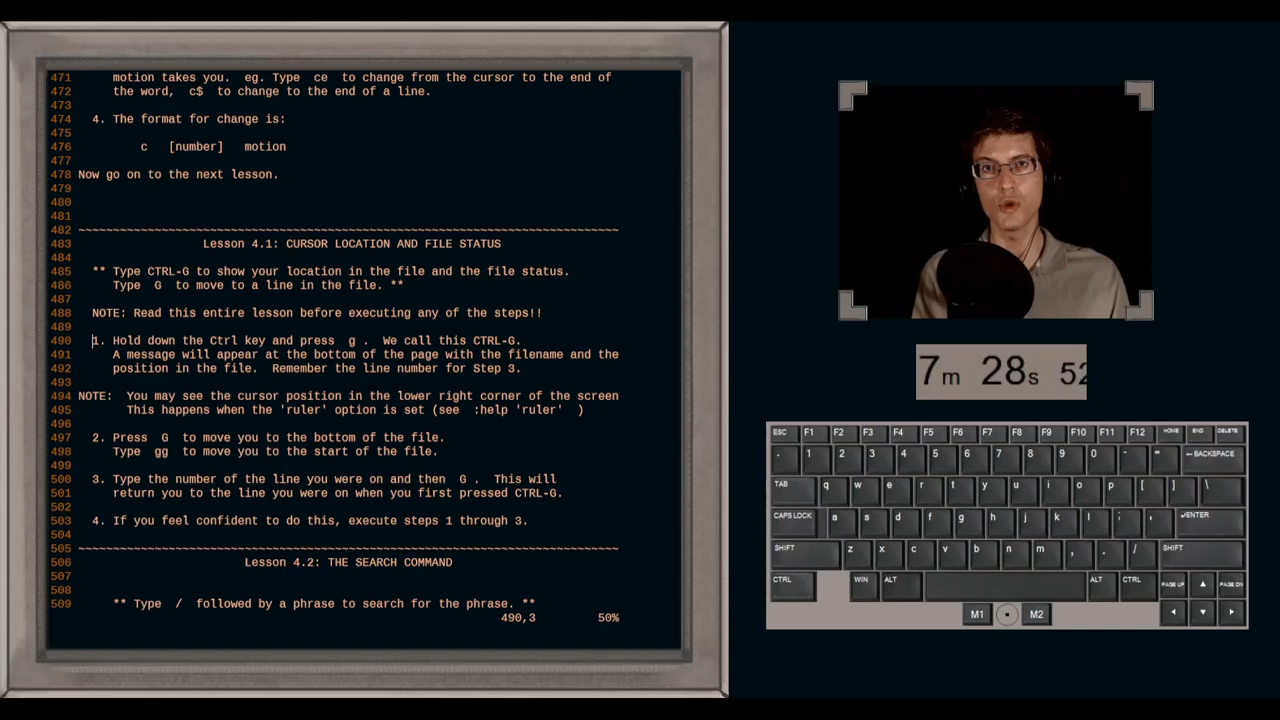 471 motion takes you. eg. Type ce to change from the cursor to the end of
472 the word, c$ to change to the end of a line.
473
474 4. The format for change is:
475
476 c [number] motion
477
478 Now go on to the next lesson.
479
480
481
482 ~~~~~~~~~~~~~~~~~~~~~~~~~~~~~~~~~~~~~~~~~~~~~~~~~~~~~~~~~~~~~~~~~~~~~~~~~~~~~~
483 Lesson 4.1: CURSOR LOCATION AND FILE STATUS
484
485 ** Type CTRL-G to show your location in the file and the file status.
486 Type G to move to a line in the file. **
487
488 NOTE: Read this entire lesson before executing any of the steps!!
489
490 1. Hold down the Ctrl key and press g . We call this CTRL-G.
491 A message will appear at the bottom of the page with the filename and the
492 position in the file. Remember the line number for Step 3.
493
494 NOTE: You may see the cursor position in the lower right corner of the screen
495 This happens when the 'ruler' option is set (see :help 'ruler' )
496
497 2. Press G to move you to the bottom of the file.
498 Type gg to move you to the start of the file.
499
500 3. Type the number of the line you were on and then G . This will
501 return you to the line you were on when you first pressed CTRL-G.
502
503 4. If you feel confident to do this, execute steps 1 through 3.
504
505 ~~~~~~~~~~~~~~~~~~~~~~~~~~~~~~~~~~~~~~~~~~~~~~~~~~~~~~~~~~~~~~~~~~~~~~~~~~~~~~
506 Lesson 4.2: THE SEARCH COMMAND
507
508
509 ** Type / followed by a phrase to search for the phrase. **
490,3 50%
7m 28s 52
ESC F1 F2 F3 F4 F5 F6 F7 F8 F9 F10 F11 F12 HOME END DELETE
. 1 2 3 4 5 6 7 8 9 0 - = ←BACKSPACE
TAB q w e r t y u i o p [ ] \
CAPS LOCK a s d f g h j k l ; , ↵ENTER
SHIFT z x c v b n m , . / SHIFT
CTRL WIN ALT ALT CTRL PAGE UP ▲ PAGE DN
M1 • M2 ◄ ▼ ►